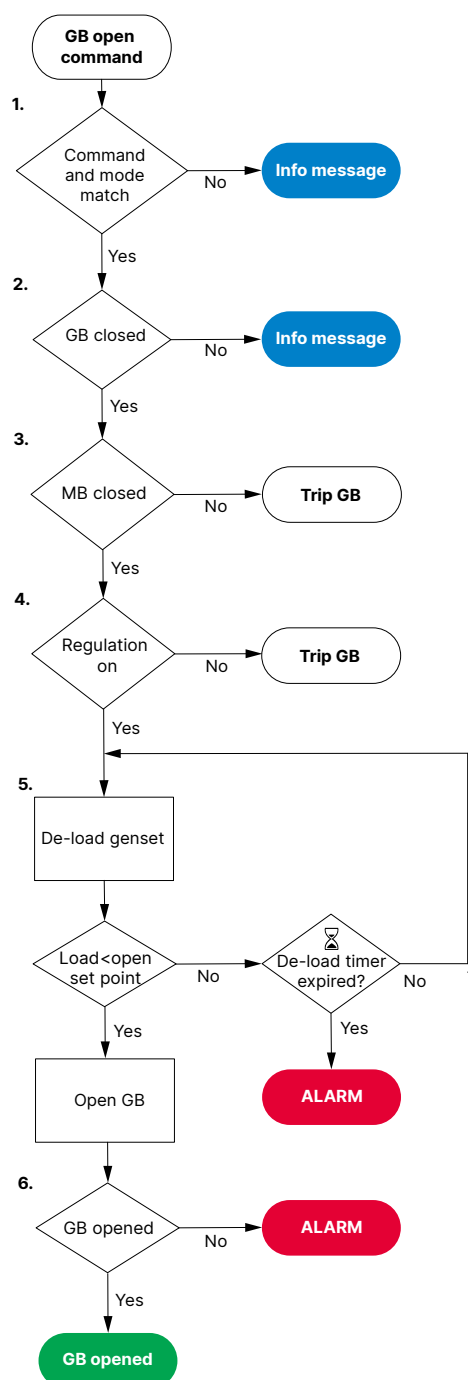 GB open
command
1.
Command
and mode
match
No
Info message
Yes
2.
GB closed
No
Info message
Yes
3.
MB closed
No
Trip GB
Yes
4.
Regulation
on
No
Trip GB
Yes
5.
De-load genset
Load<open
set point
No
De-load timer
expired?
No
Yes
Yes
Open GB
ALARM
6.
GB opened
No
ALARM
Yes
GB opened